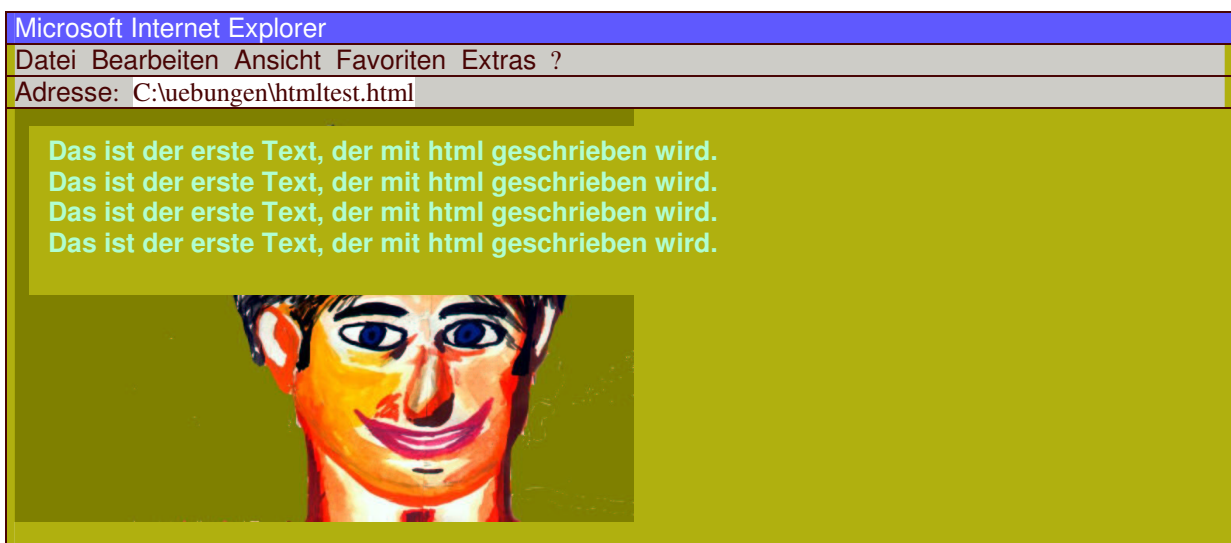 Microsoft Internet Explorer
Datei Bearbeiten Ansicht Favoriten Extras ?
Adresse: C:\uebungen\htmltest.html
Das ist der erste Text, der mit html geschrieben wird.
Das ist der erste Text, der mit html geschrieben wird.
Das ist der erste Text, der mit html geschrieben wird.
Das ist der erste Text, der mit html geschrieben wird.